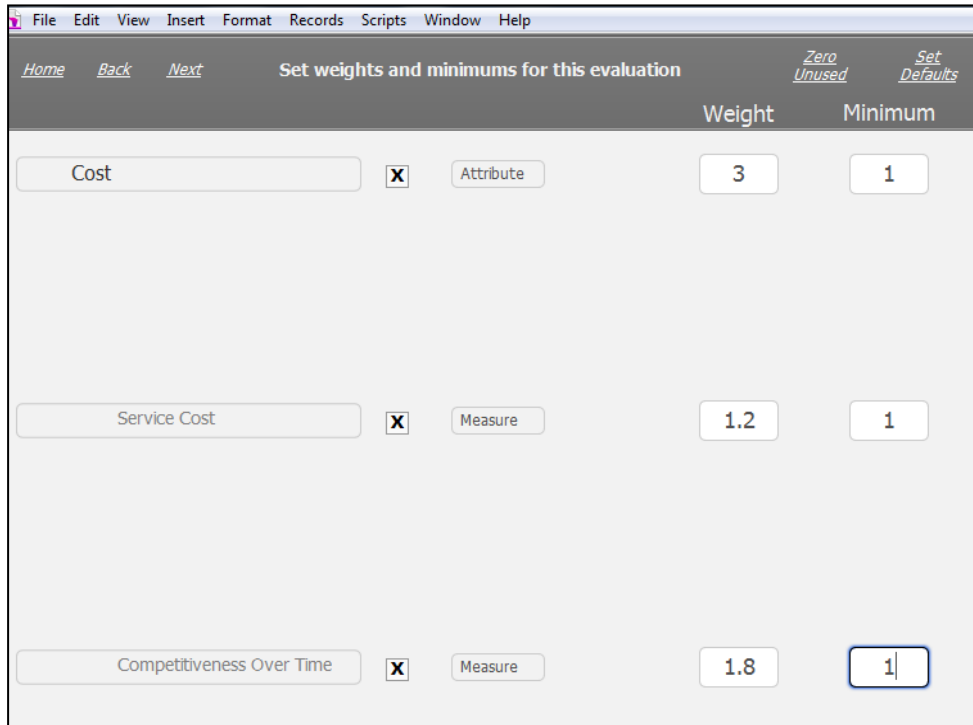 File Edit View Insert Format Records Scripts Window Help
Home Back Next Set weights and minimums for this evaluation Zero Unused Set Defaults
Weight Minimum
Cost X Attribute 3 1
Service Cost X Measure 1.2 1
Competitiveness Over Time X Measure 1.8 1